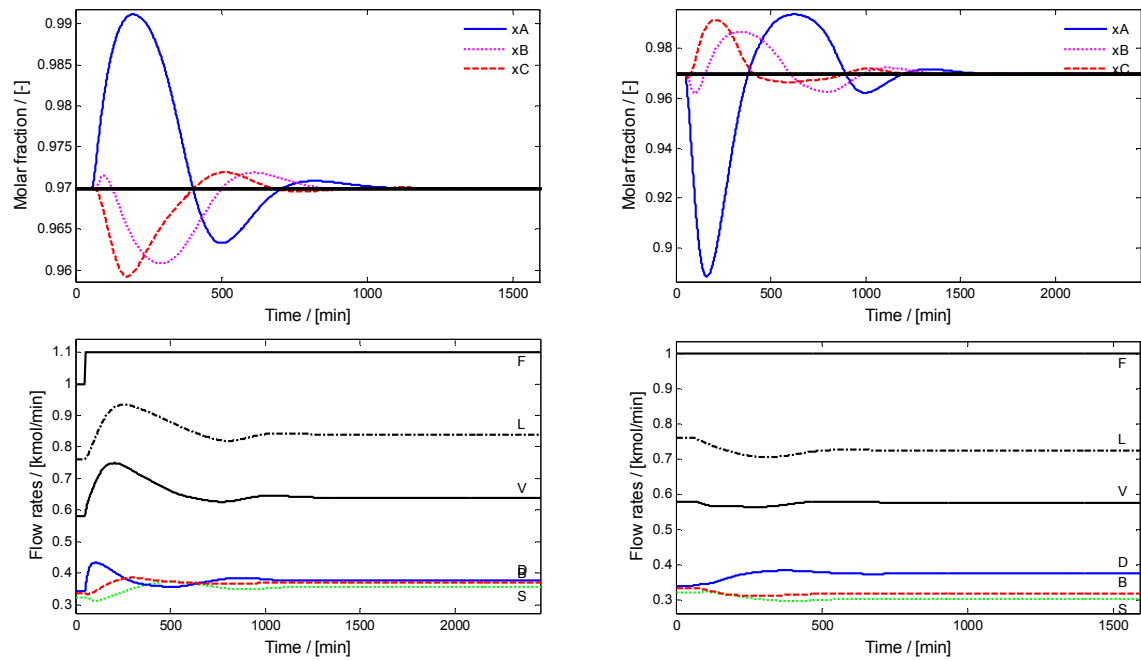 0.99
0.985
0.98
0.975
0.97
0.965
0.96
Molar fraction / [-]
xA
xB
xC
0 500 1000 1500
Time / [min]
0.98
0.96
0.94
0.92
0.9
Molar fraction / [-]
xA
xB
xC
0 500 1000 1500 2000
Time / [min]
1.1
1
0.9
0.8
0.7
0.6
0.5
0.4
0.3
Flow rates / [kmol/min]
F
L
V
D
B
S
0 500 1000 1500 2000
Time / [min]
1
0.9
0.8
0.7
0.6
0.5
0.4
0.3
Flow rates / [kmol/min]
F
L
V
D
B
S
0 500 1000 1500
Time / [min]